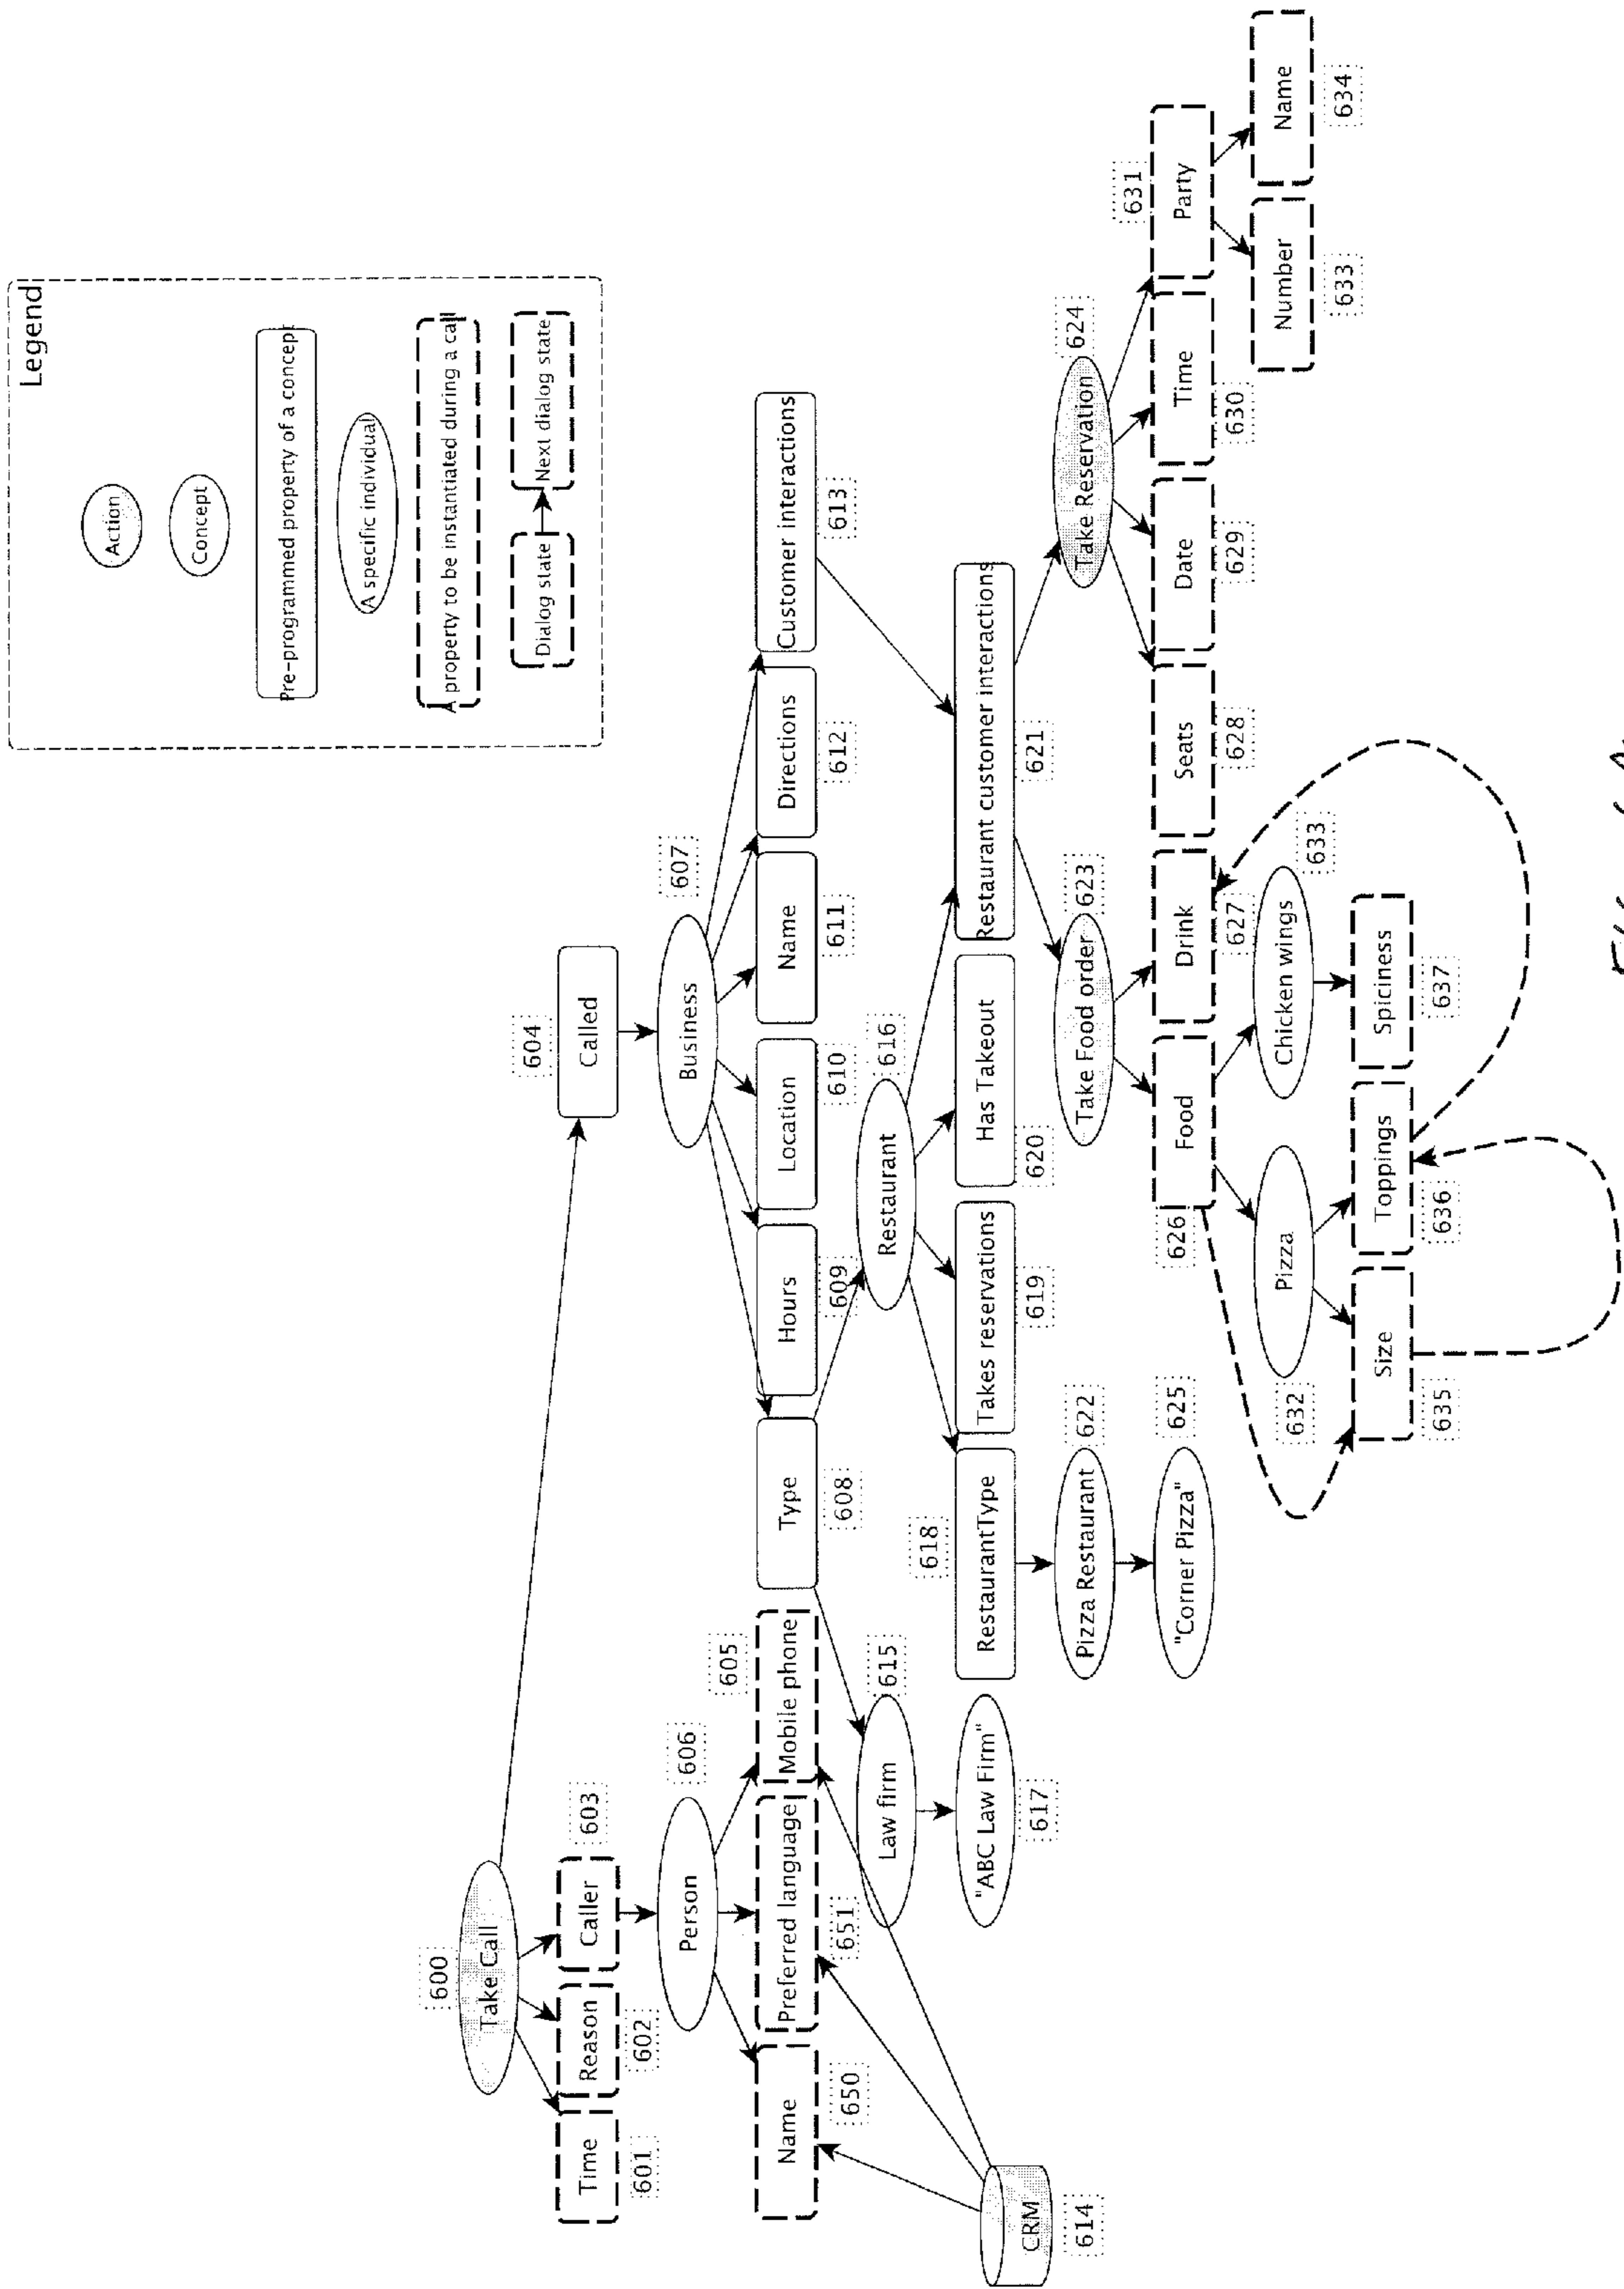 Legend
Action
Concept
Pre-programmed property of a concept
A specific individual
A property to be instantiated during a call
Dialog state
Next dialog state
600
Take Call
Time
Reason
Caller
603
604
Called
601
602
Person
606
Business
607
605
Name
Preferred language
Mobile phone
Type
Hours
Location
Name
Directions
Customer interactions
650
651
608
609
610
611
612
613
Law firm
615
Restaurant
616
618
614
CRM
"ABC Law Firm"
RestaurantType
Takes reservations
Has Takeout
Restaurant customer interactions
617
619
620
621
Pizza Restaurant
622
Take Food order
623
Take Reservation
624
"Corner Pizza"
625
626
Food
Drink
Seats
Date
Time
Party
631
627
628
629
630
632
Pizza
Chicken wings
633
Number
Name
633
634
Size
Toppings
Spiciness
635
636
637